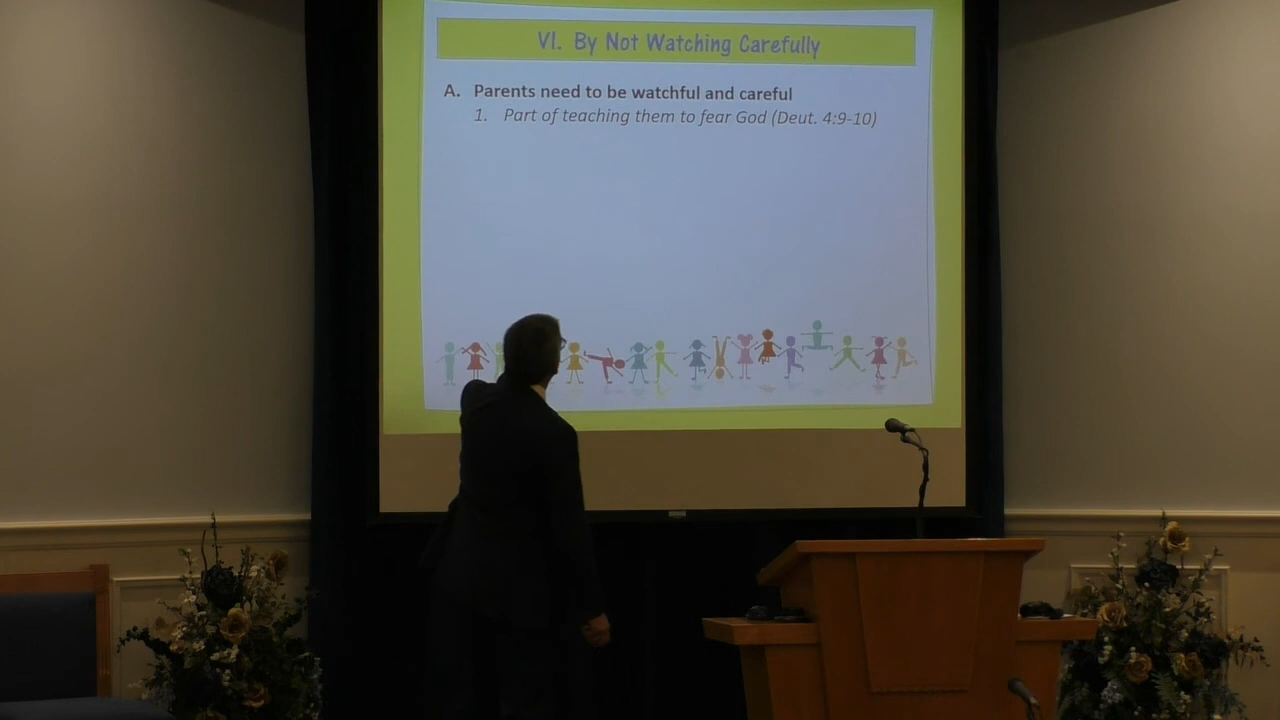 VI. By Not Watching Carefully
A. Parents need to be watchful and careful
1. Part of teaching them to fear God (Deut. 4:9-10)